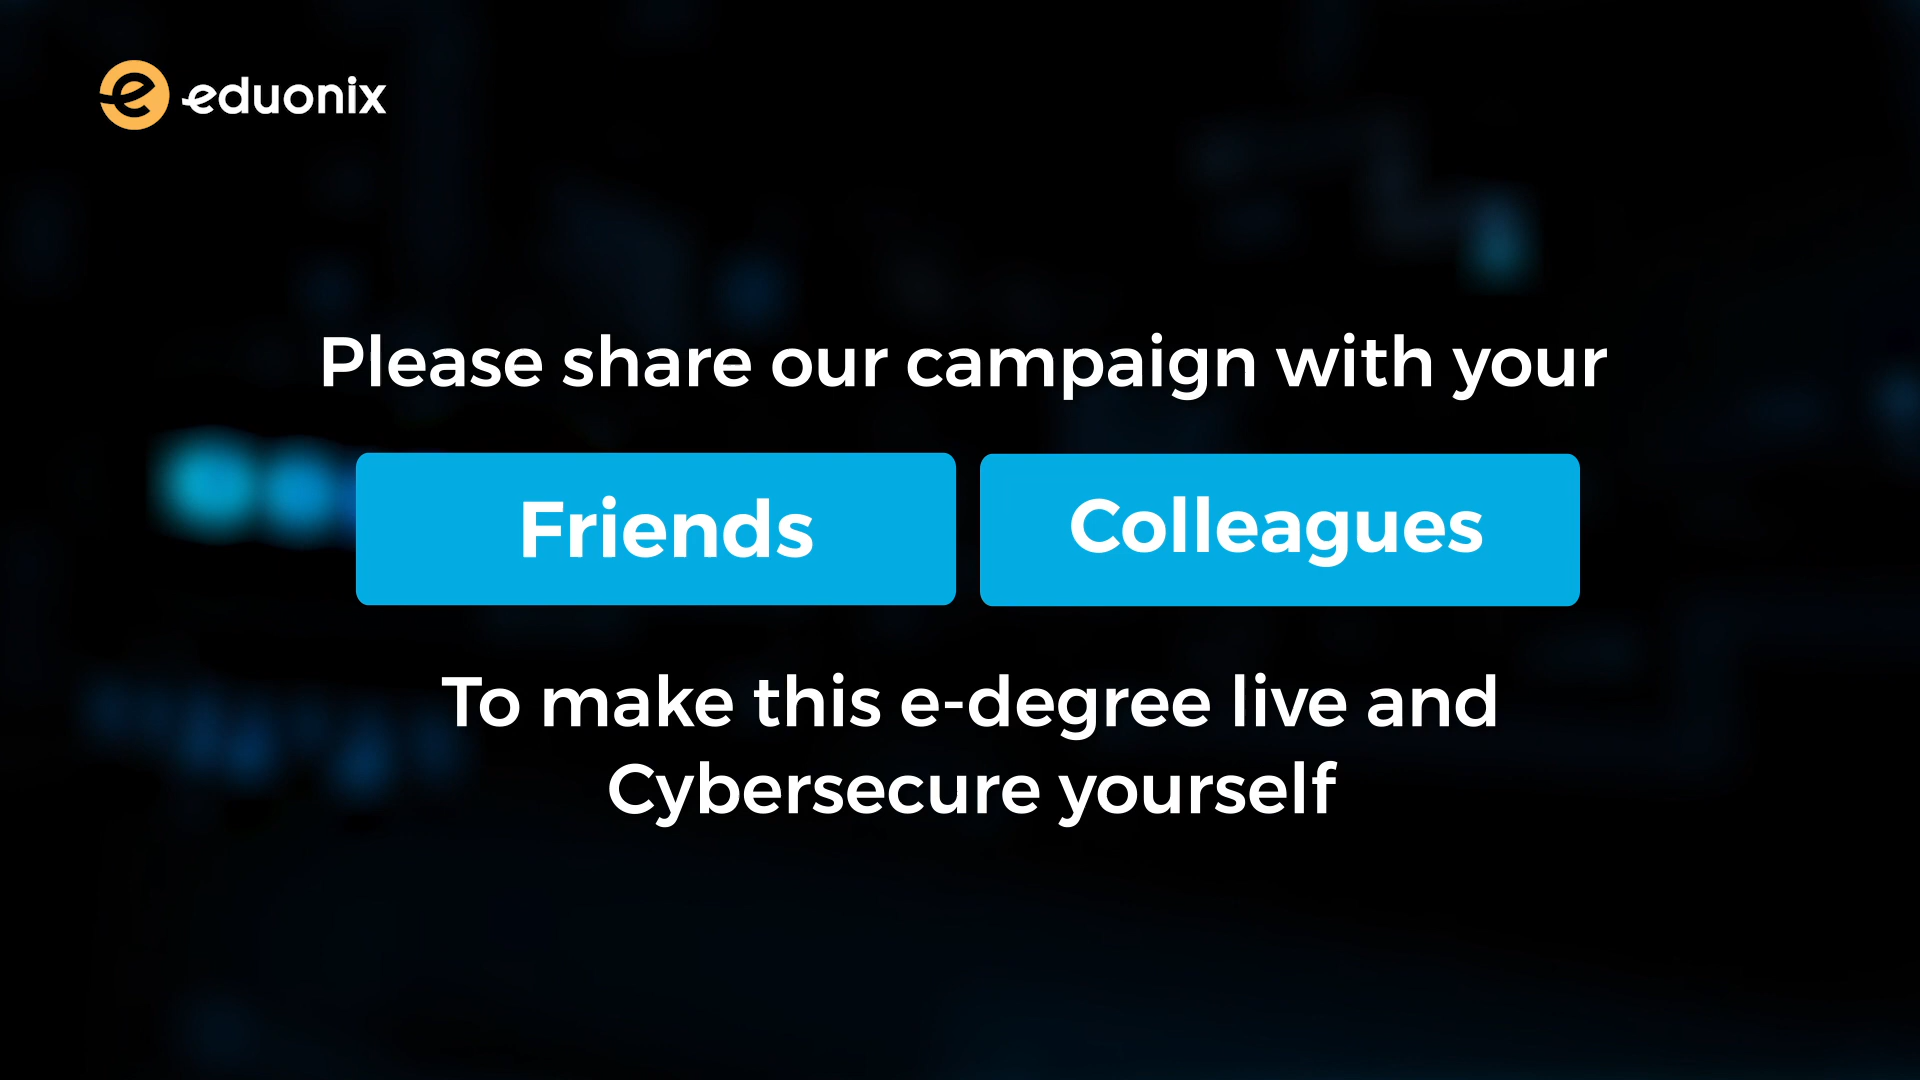 eduonix
Please share our campaign with your
Friends
Colleagues
To make this e-degree live and
Cybersecure yourself